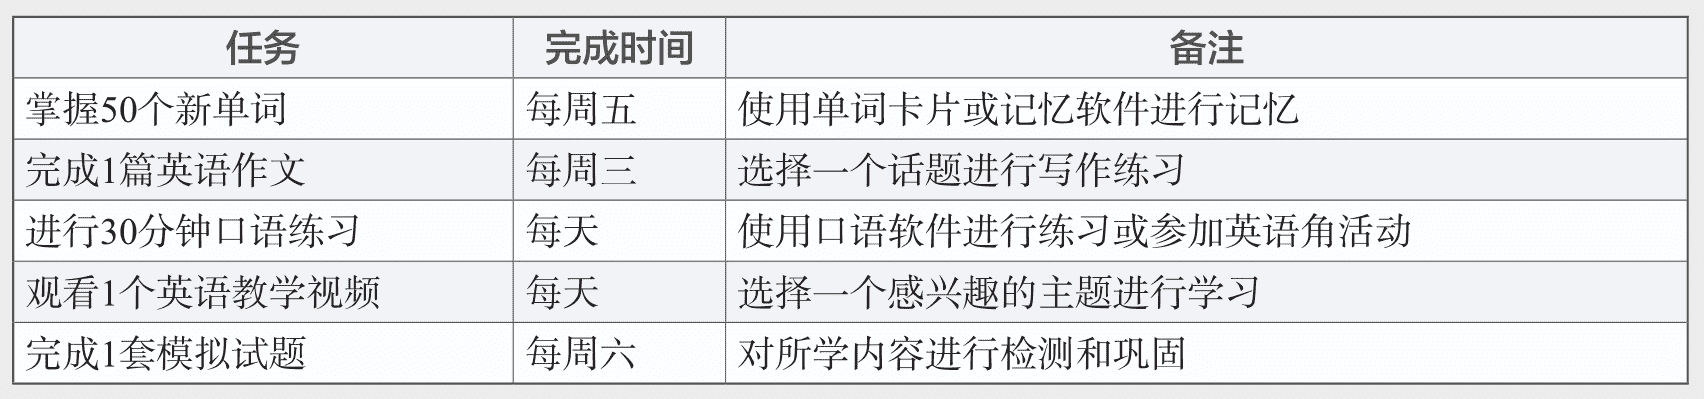 任务 完成时间 备注
掌握50个新单词 每周五 使用单词卡片或记忆软件进行记忆
完成1篇英语作文 每周三 选择一个话题进行写作练习
进行30分钟口语练习 每天 使用口语软件进行练习或参加英语角活动
观看1个英语教学视频 每天 选择一个感兴趣的主题进行学习
完成1套模拟试题 每周六 对所学内容进行检测和巩固